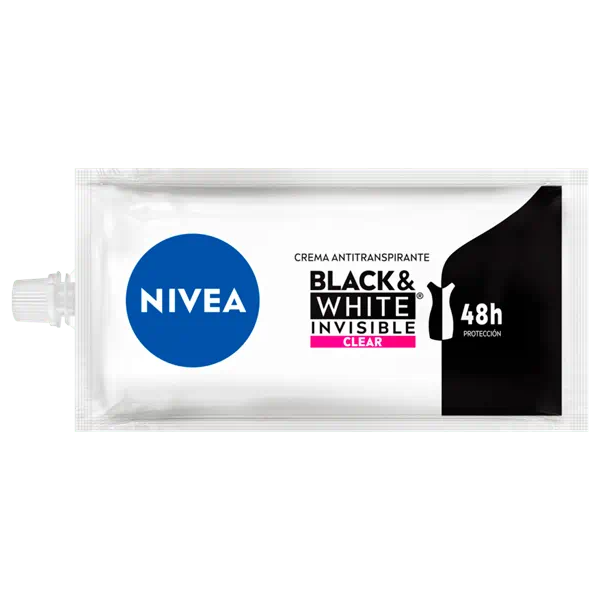 NIVEA
CREMA ANTITRANSPIRANTE
BLACK&
WHITE®
INVISIBLE
CLEAR
48h
PROTECCIÓN